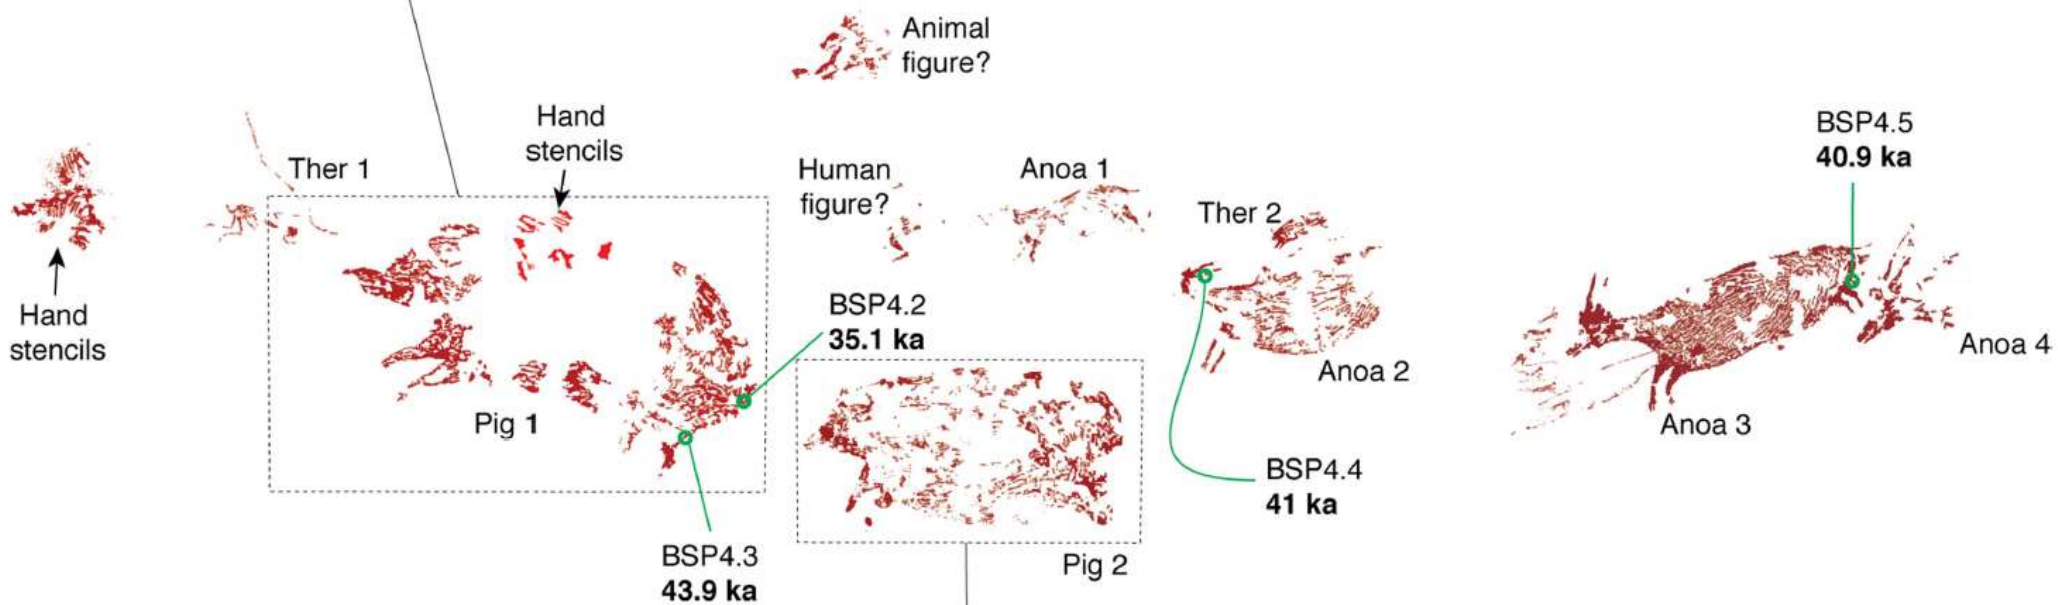 Animal
figure?
Hand
stencils
Ther 1
Human
figure?
Anoa 1
BSP4.5
40.9 ka
Ther 2
Hand
stencils
BSP4.2
35.1 ka
Anoa 4
Anoa 2
Pig 1
Anoa 3
BSP4.4
41 ka
BSP4.3
43.9 ka
Pig 2